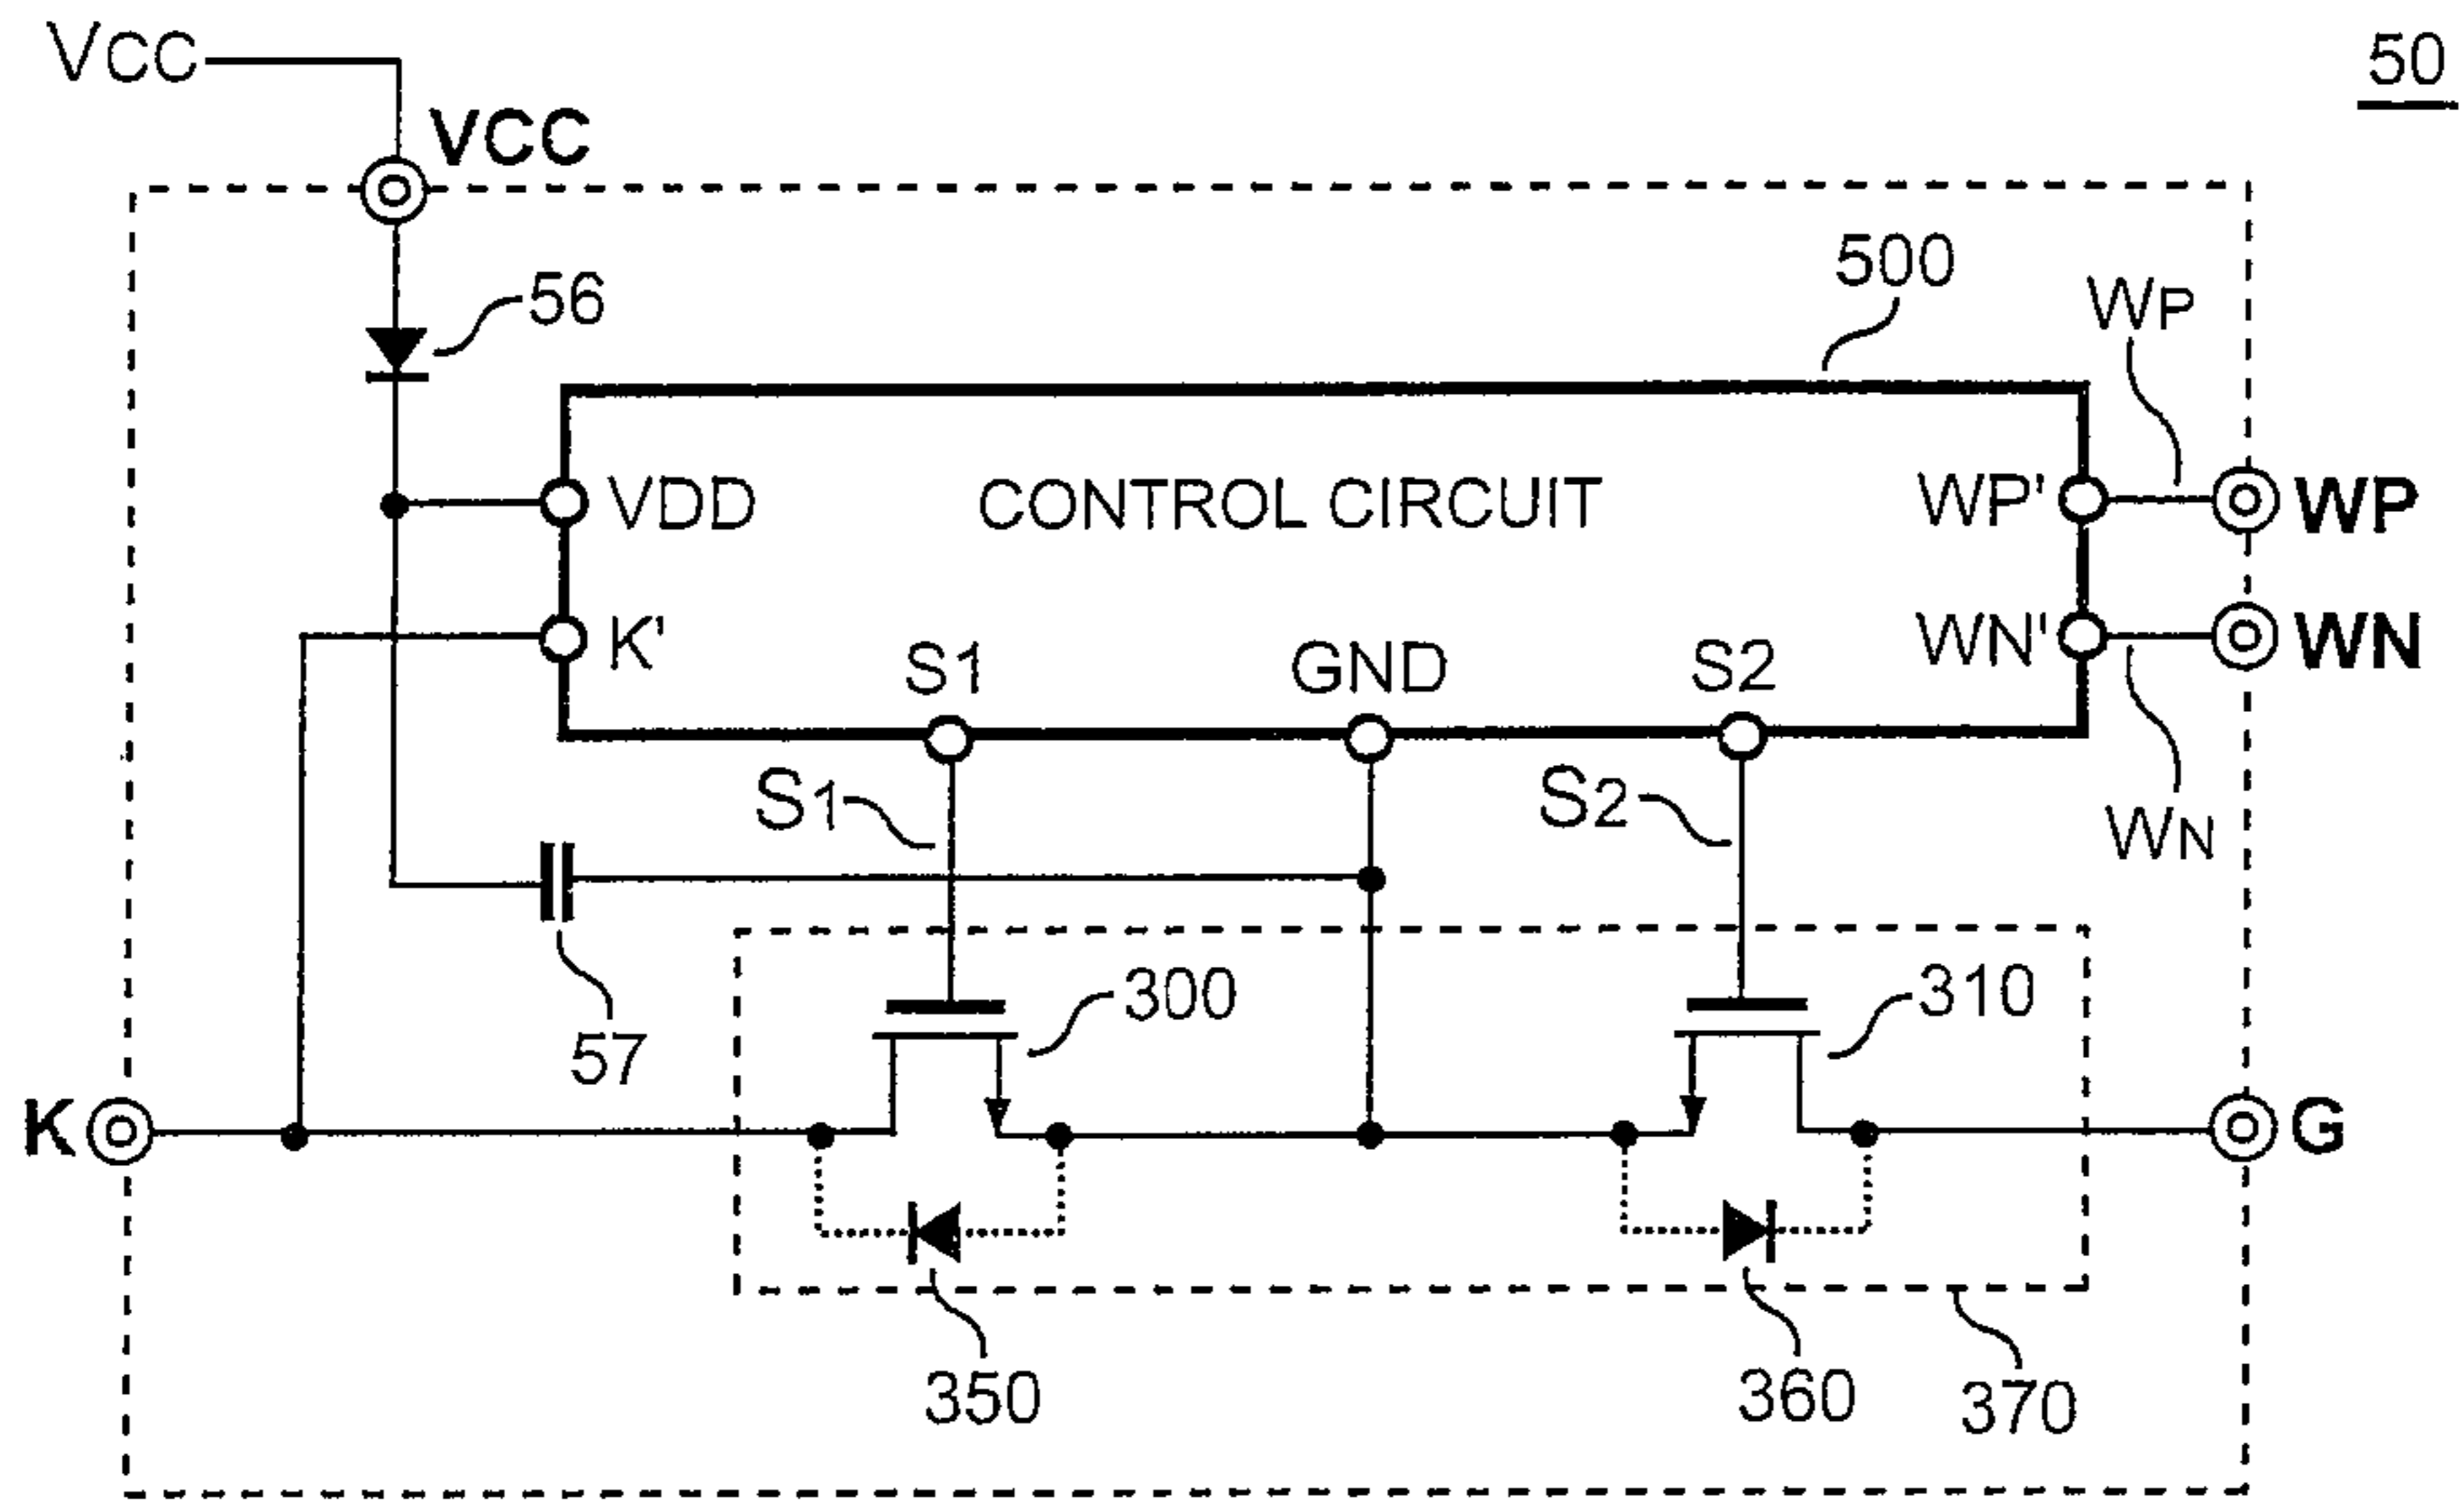 VCC
50
VCC
56
500
WP
VDD
CONTROL CIRCUIT
WP'
WP
K'
S1
GND
S2
WN'
WN
S1
S2
WN
57
300
310
K
G
350
360
370